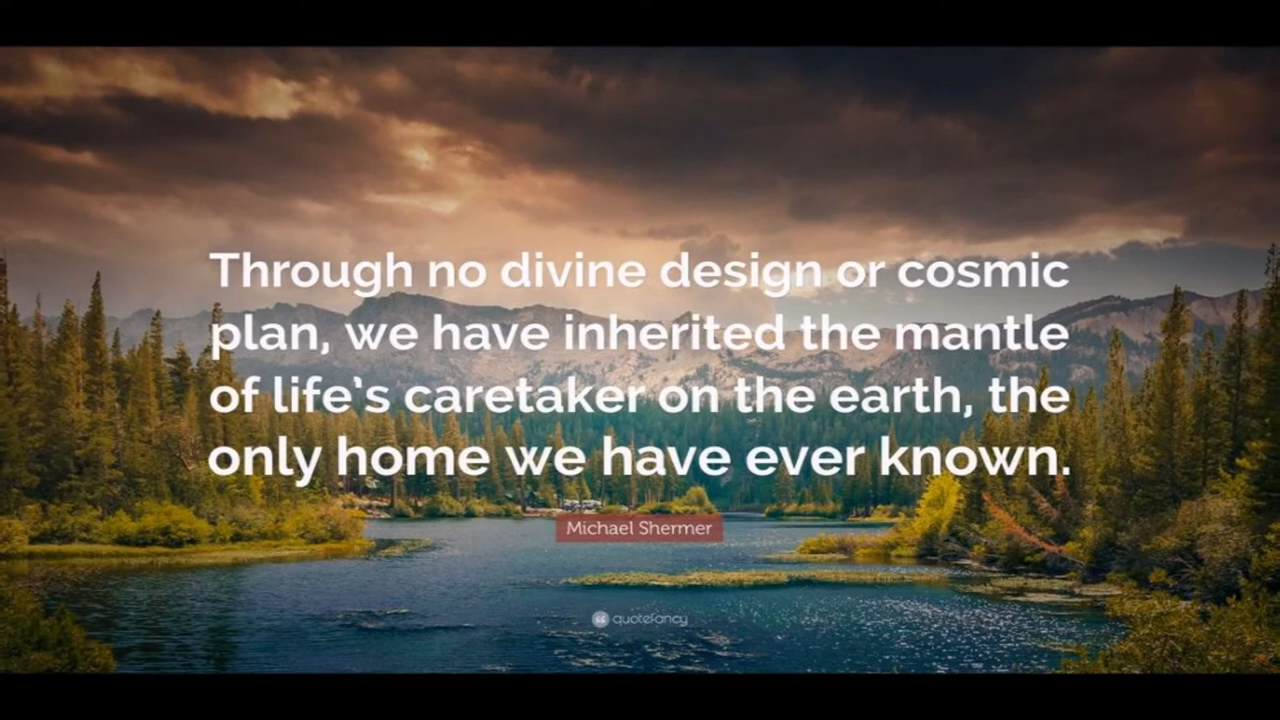 Through no divine design or cosmic
plan, we have inherited the mantle
of life's caretaker on the earth, the
only home we have ever known.
Michael Shermer
quotefancy